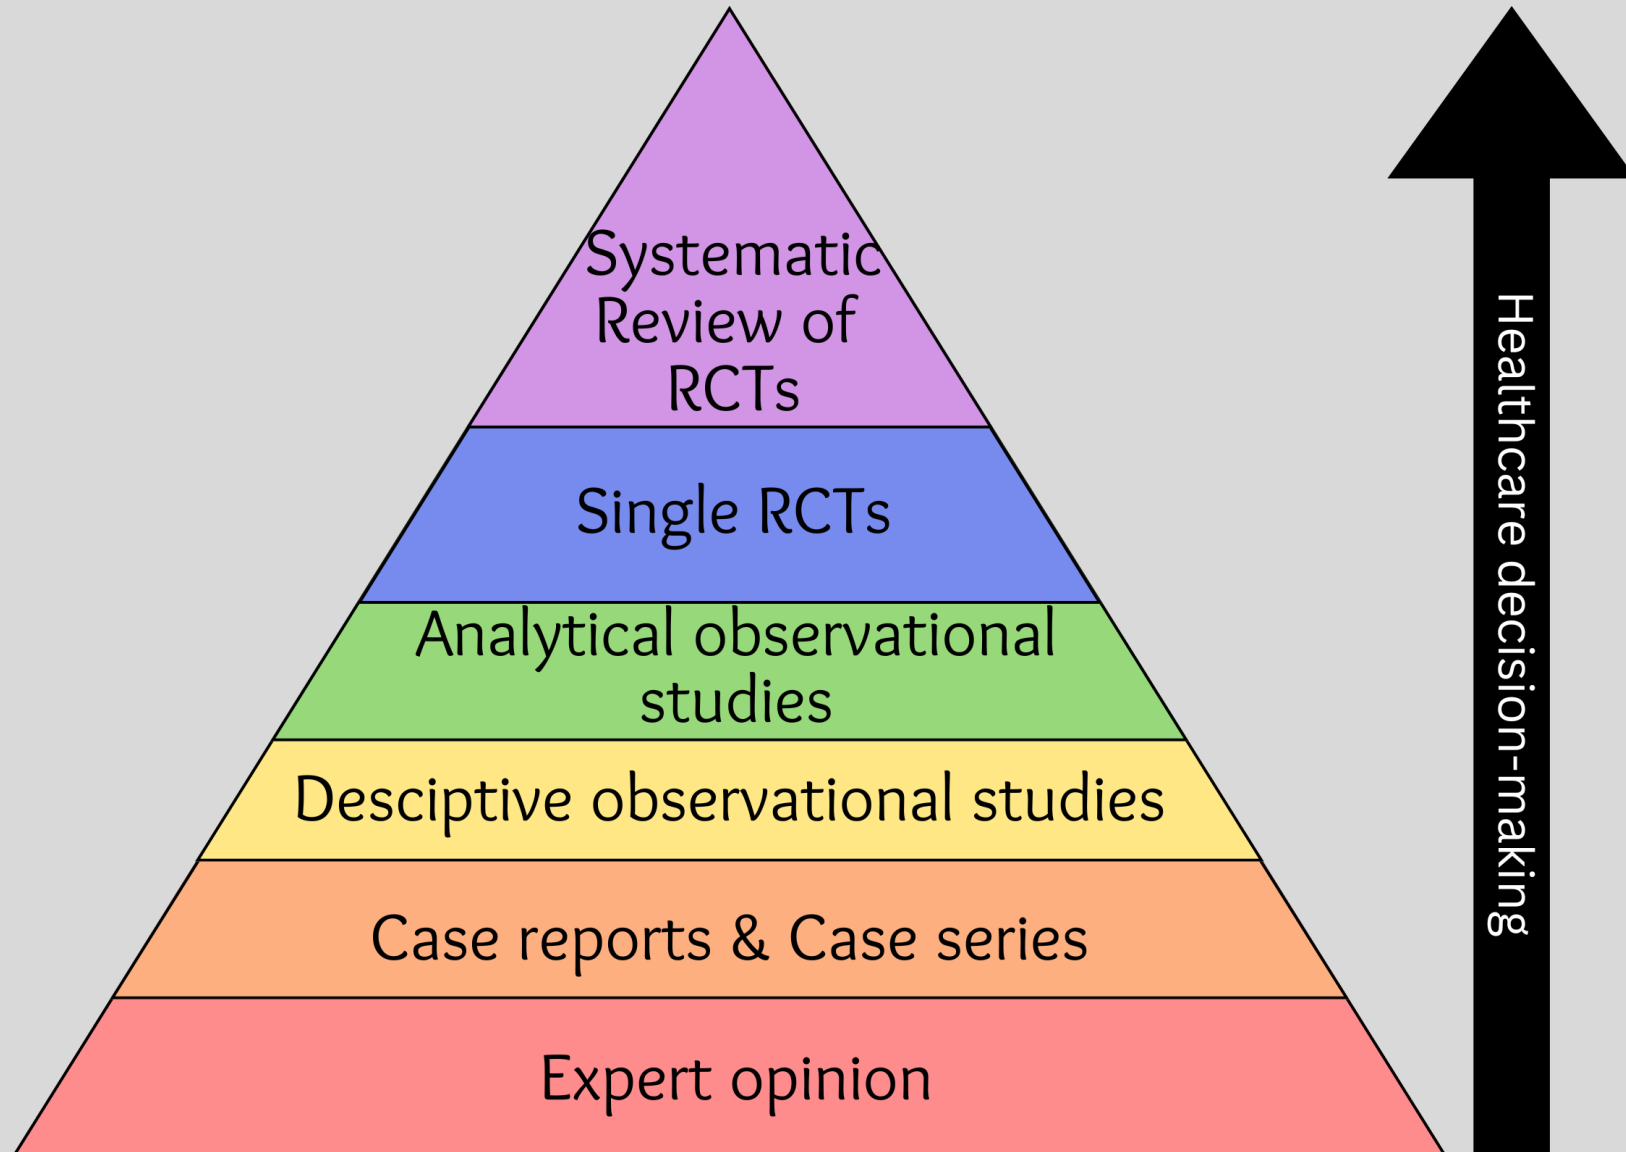 Systematic
Review of
RCTs
Single RCTs
Analytical observational
studies
Desciptive observational studies
Case reports & Case series
Expert opinion
Healthcare decision-making